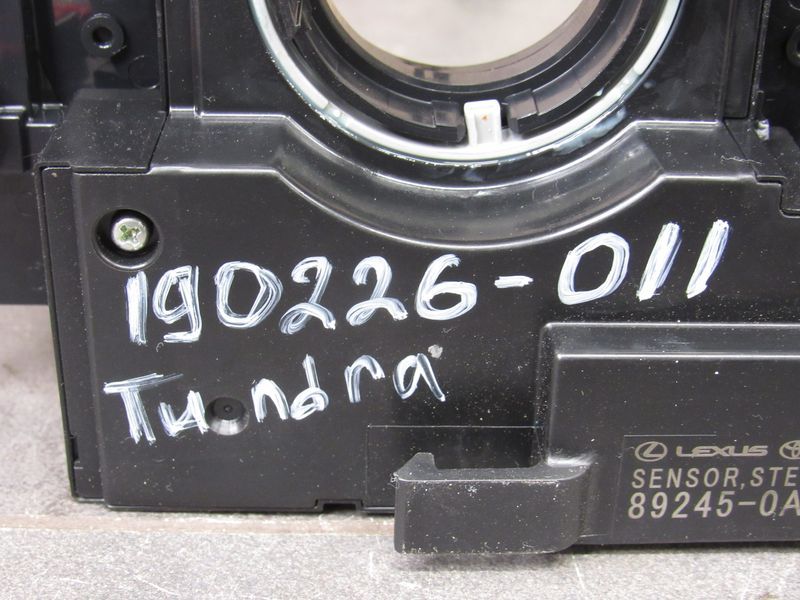 190226-011
Tundra
LEXUS
SENSOR, STE
89245-0A